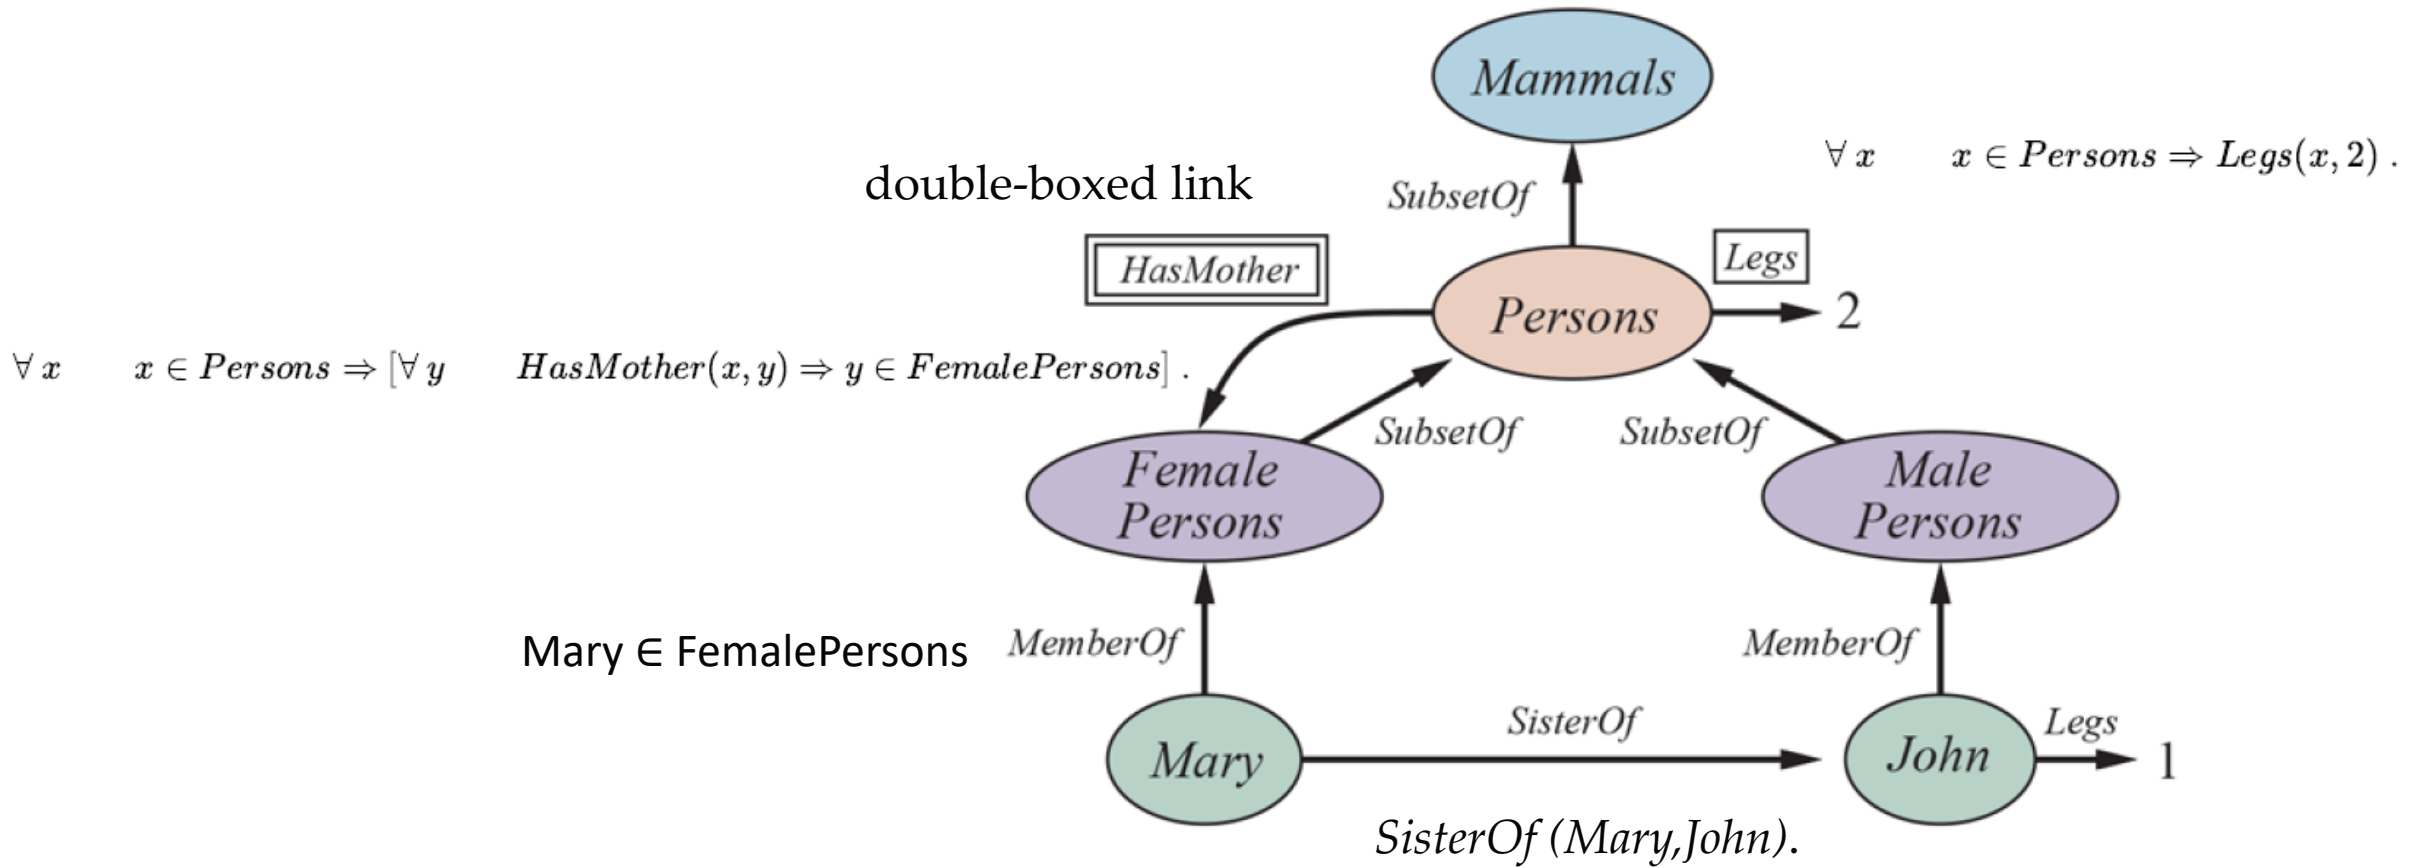 Mammals
∀ x x ∈ Persons ⇒ Legs(x, 2) .
double-boxed link
SubsetOf
HasMother
Legs
Persons
2
∀ x x ∈ Persons ⇒ [∀ y HasMother(x, y) ⇒ y ∈ FemalePersons] .
SubsetOf
SubsetOf
Female
Persons
Male
Persons
Mary ∈ FemalePersons
MemberOf
MemberOf
SisterOf
Legs
Mary
John
1
SisterOf (Mary,John).